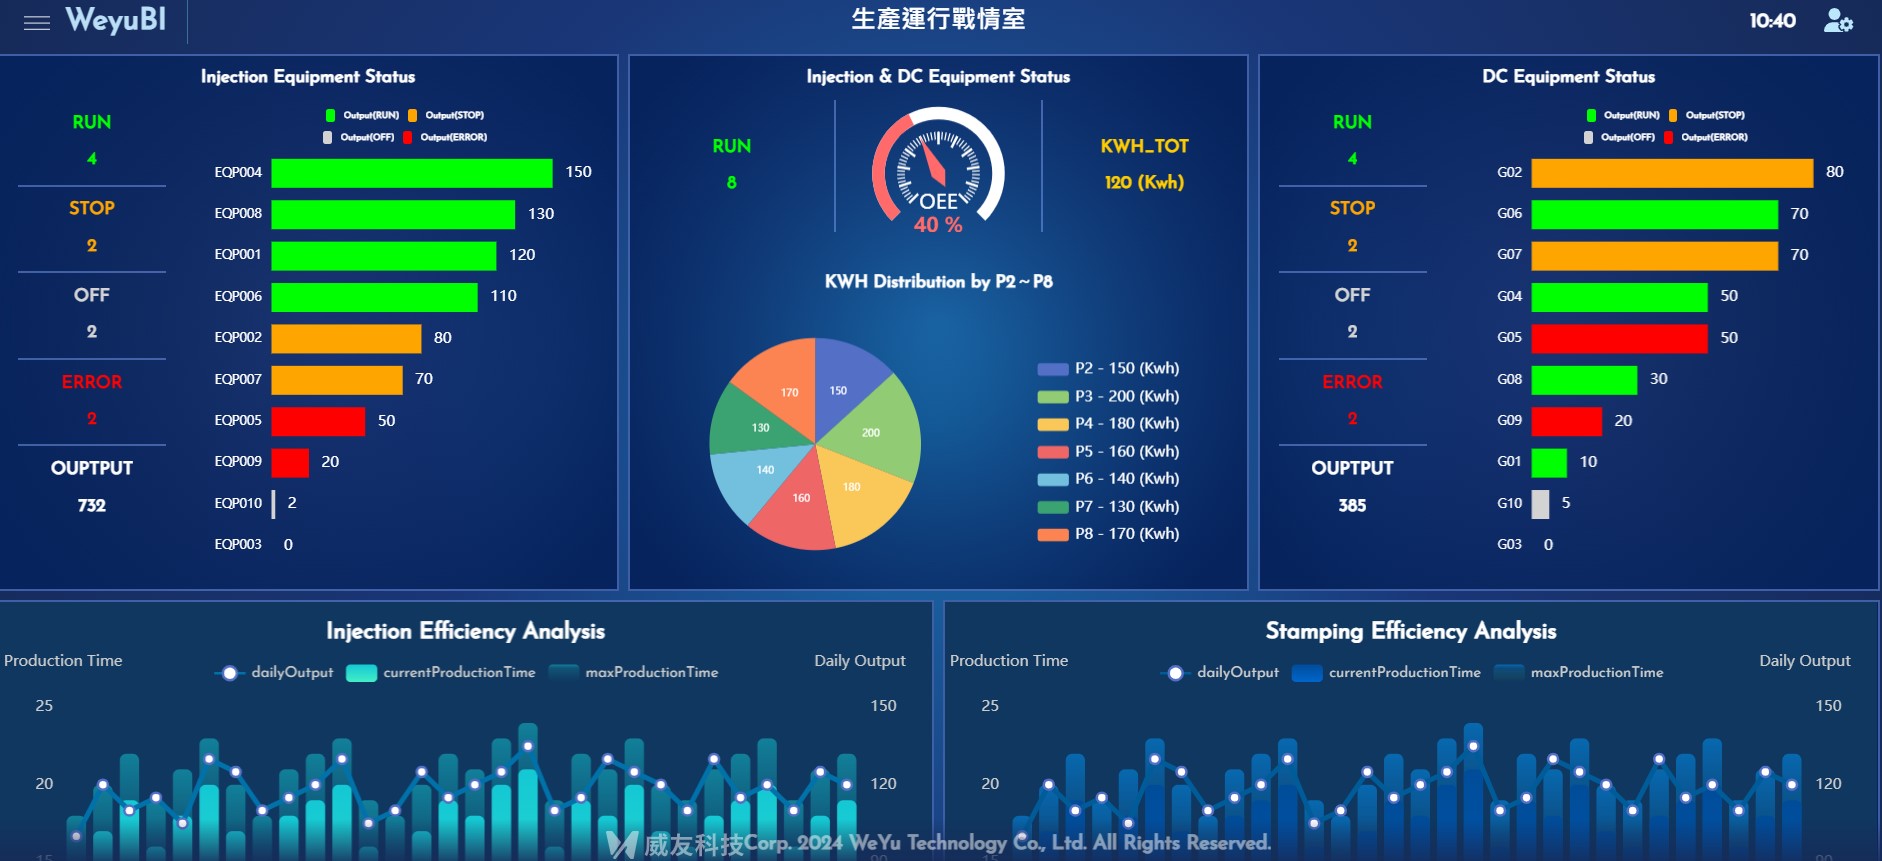 WeyuBI
生產運行戰情室
10:40
Injection Equipment Status
RUN
4
STOP
2
OFF
2
ERROR
2
OUPTPUT
732
Output(RUN) Output(STOP)
Output(OFF) Output(ERROR)
EQP004 150
EQP008 130
EQP001 120
EQP006 110
EQP002 80
EQP007 70
EQP005 50
EQP009 20
EQP010 2
EQP003 0
Injection & DC Equipment Status
RUN
8
OEE
40 %
KWH_TOT
120 (Kwh)
KWH Distribution by P2~P8
150
200
180
160
140
130
170
P2 - 150 (Kwh)
P3 - 200 (Kwh)
P4 - 180 (Kwh)
P5 - 160 (Kwh)
P6 - 140 (Kwh)
P7 - 130 (Kwh)
P8 - 170 (Kwh)
DC Equipment Status
RUN
4
STOP
2
OFF
2
ERROR
2
OUPTPUT
385
Output(RUN) Output(STOP)
Output(OFF) Output(ERROR)
G02 80
G06 70
G07 70
G04 50
G05 50
G08 30
G09 20
G01 10
G10 5
G03 0
Injection Efficiency Analysis
Production Time
dailyOutput currentProductionTime maxProductionTime
Daily Output
25 150
20 120
15 90
Stamping Efficiency Analysis
Production Time
dailyOutput currentProductionTime maxProductionTime
Daily Output
25 150
20 120
15 90
威友科技Corp. 2024 WeYu Technology Co., Ltd. All Rights Reserved.